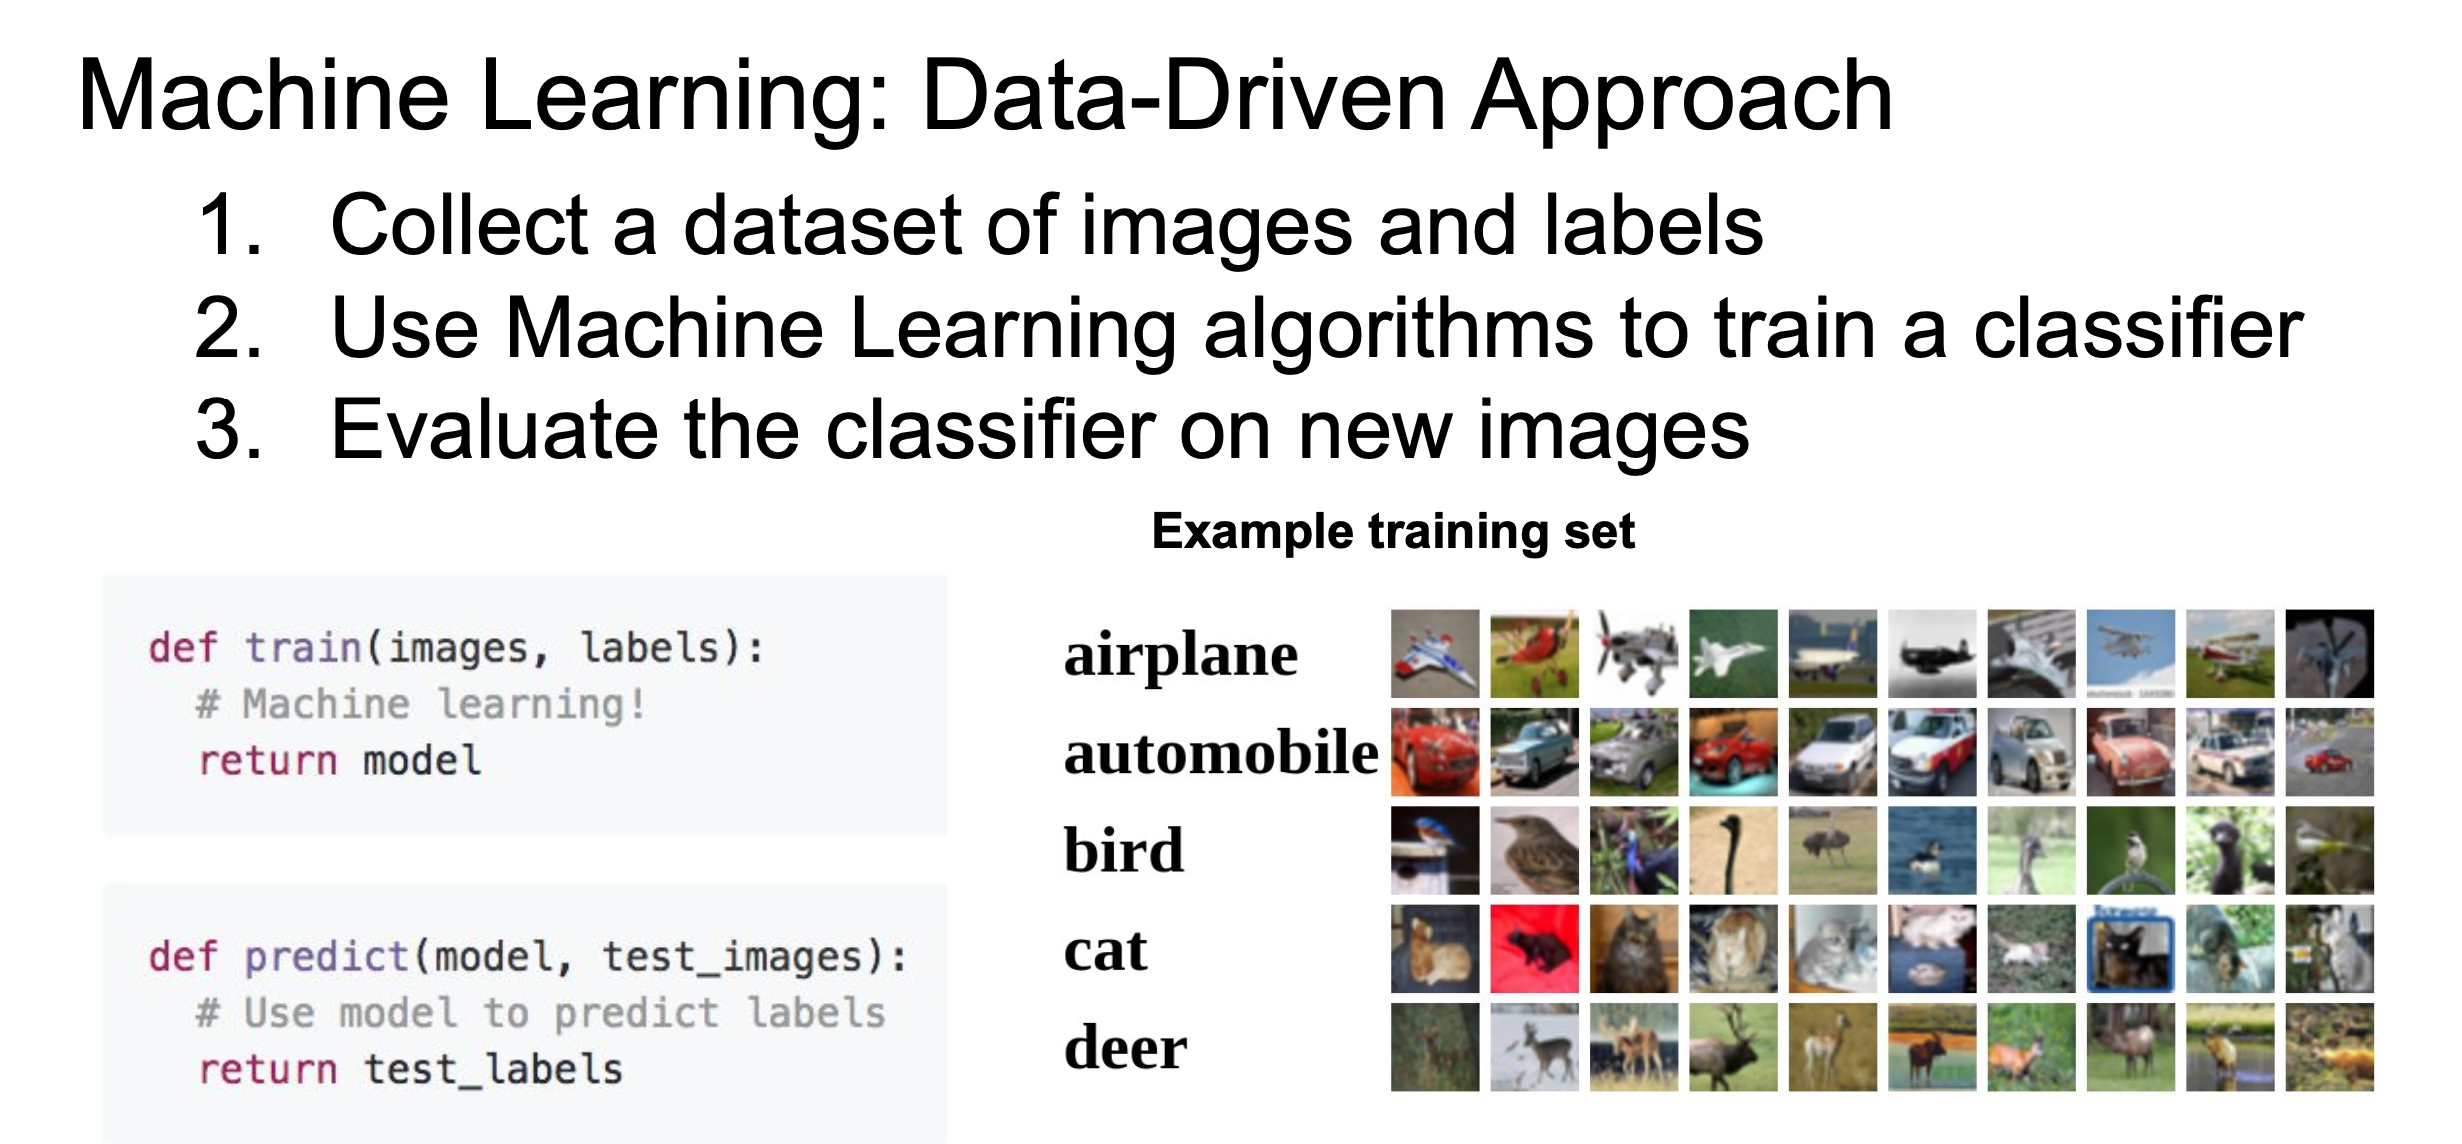 Machine Learning: Data-Driven Approach
1. Collect a dataset of images and labels
2. Use Machine Learning algorithms to train a classifier
3. Evaluate the classifier on new images
Example training set
def train(images, labels):
# Machine learning!
return model
def predict(model, test_images):
# Use model to predict labels
return test_labels
airplane
automobile
bird
cat
deer